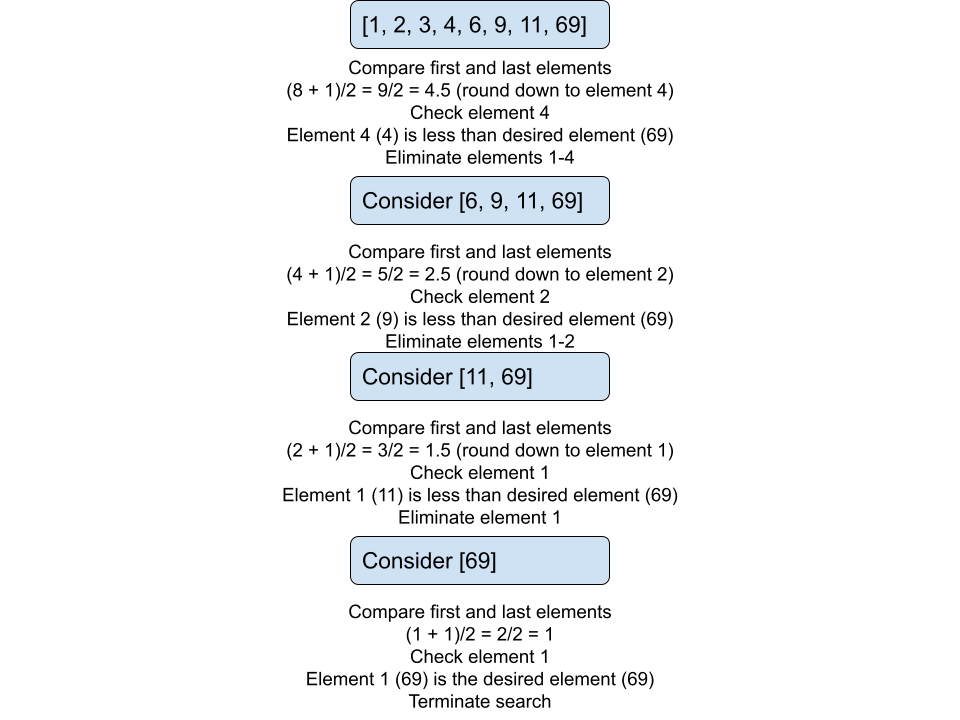 [1, 2, 3, 4, 6, 9, 11, 69]
Compare first and last elements
(8 + 1)/2 = 9/2 = 4.5 (round down to element 4)
Check element 4
Element 4 (4) is less than desired element (69)
Eliminate elements 1-4
Consider [6, 9, 11, 69]
Compare first and last elements
(4 + 1)/2 = 5/2 = 2.5 (round down to element 2)
Check element 2
Element 2 (9) is less than desired element (69)
Eliminate elements 1-2
Consider [11, 69]
Compare first and last elements
(2 + 1)/2 = 3/2 = 1.5 (round down to element 1)
Check element 1
Element 1 (11) is less than desired element (69)
Eliminate element 1
Consider [69]
Compare first and last elements
(1 + 1)/2 = 2/2 = 1
Check element 1
Element 1 (69) is the desired element (69)
Terminate search